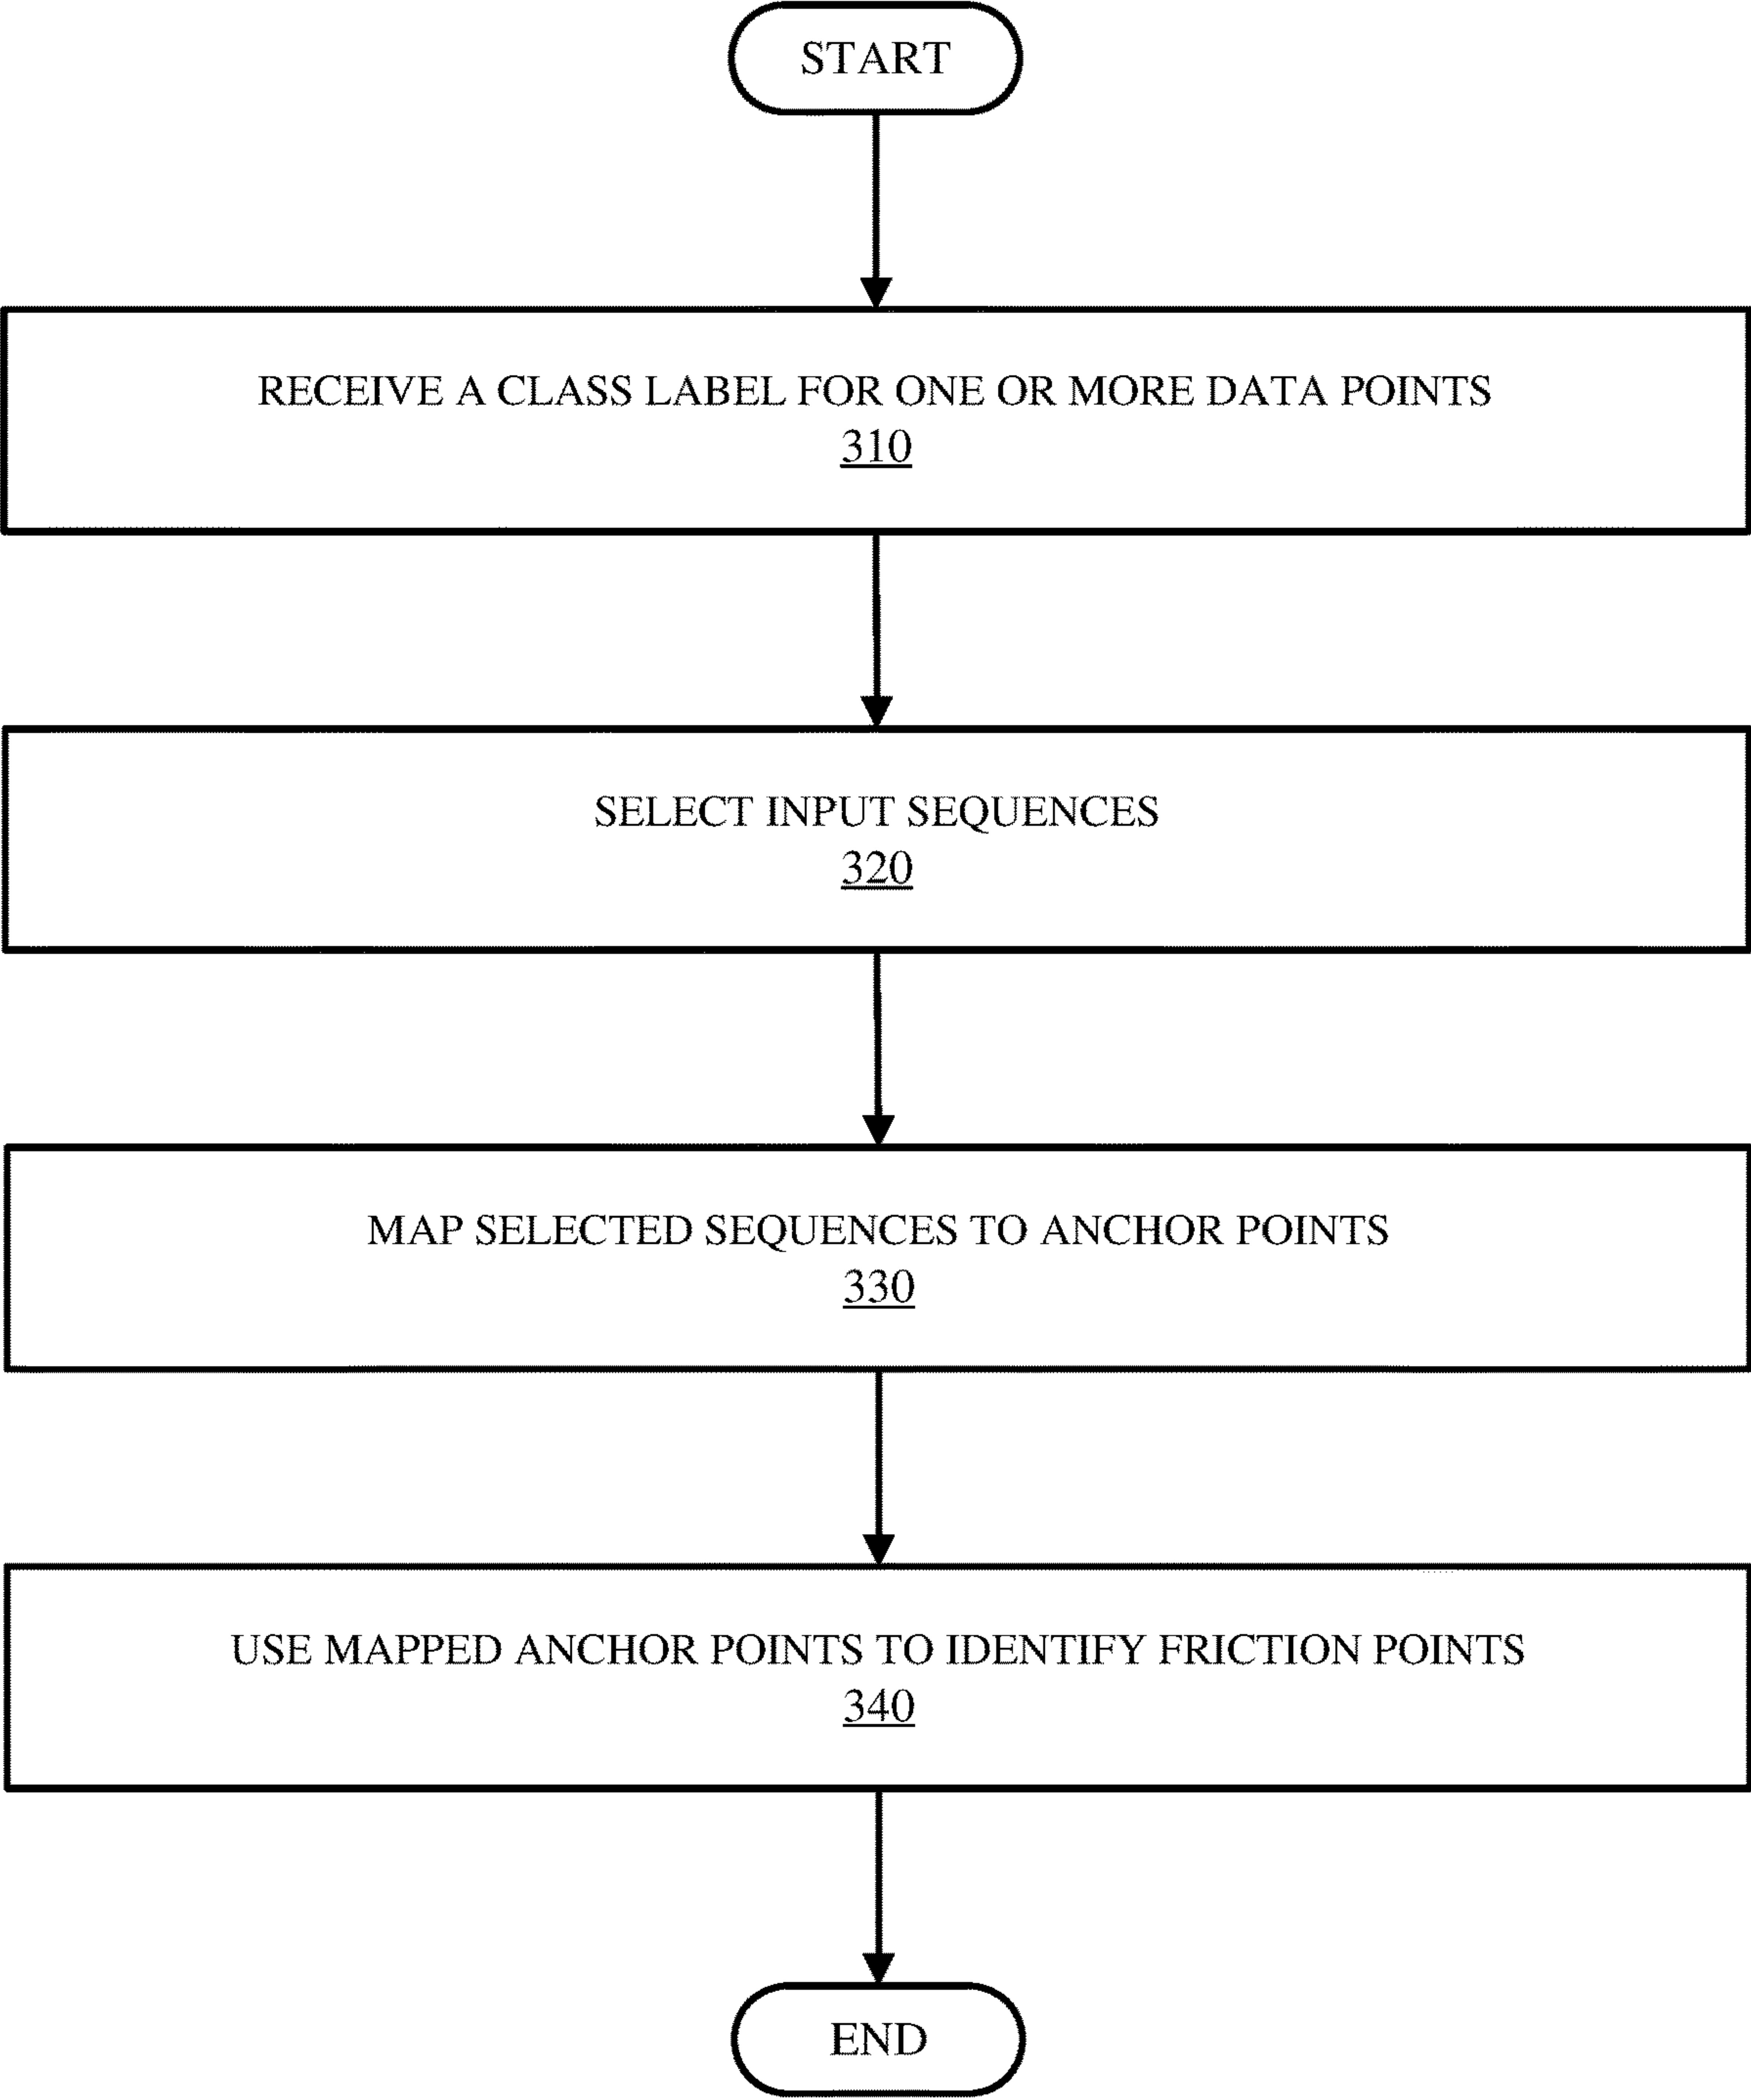 START
RECEIVE A CLASS LABEL FOR ONE OR MORE DATA POINTS
310
SELECT INPUT SEQUENCES
320
MAP SELECTED SEQUENCES TO ANCHOR POINTS
330
USE MAPPED ANCHOR POINTS TO IDENTIFY FRICTION POINTS
340
END